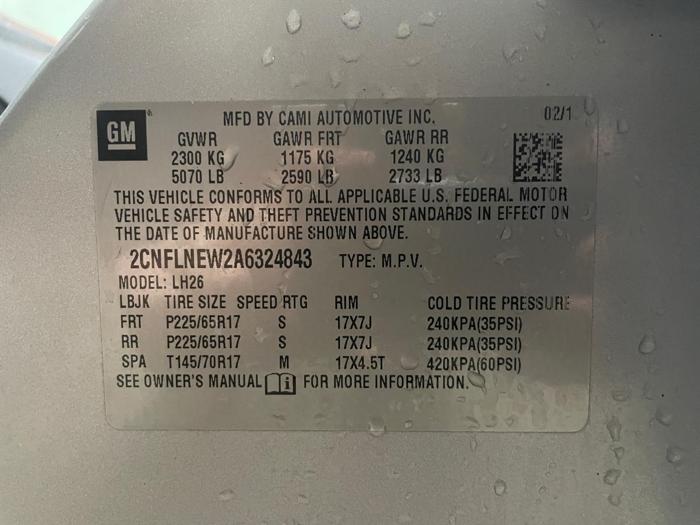 GM
MFD BY CAMI AUTOMOTIVE INC. 02/1
GVWR GAWR FRT GAWR RR
2300 KG 1175 KG 1240 KG
5070 LB 2590 LB 2733 LB
THIS VEHICLE CONFORMS TO ALL APPLICABLE U.S. FEDERAL MOTOR
VEHICLE SAFETY AND THEFT PREVENTION STANDARDS IN EFFECT ON
THE DATE OF MANUFACTURE SHOWN ABOVE.
2CNFLNEW2A6324843 TYPE: M.P.V.
MODEL: LH26
LBJK TIRE SIZE SPEED RTG RIM COLD TIRE PRESSURE
FRT P225/65R17 S 17X7J 240KPA(35PSI)
RR P225/65R17 S 17X7J 240KPA(35PSI)
SPA T145/70R17 M 17X4.5T 420KPA(60PSI)
SEE OWNER'S MANUAL i FOR MORE INFORMATION.